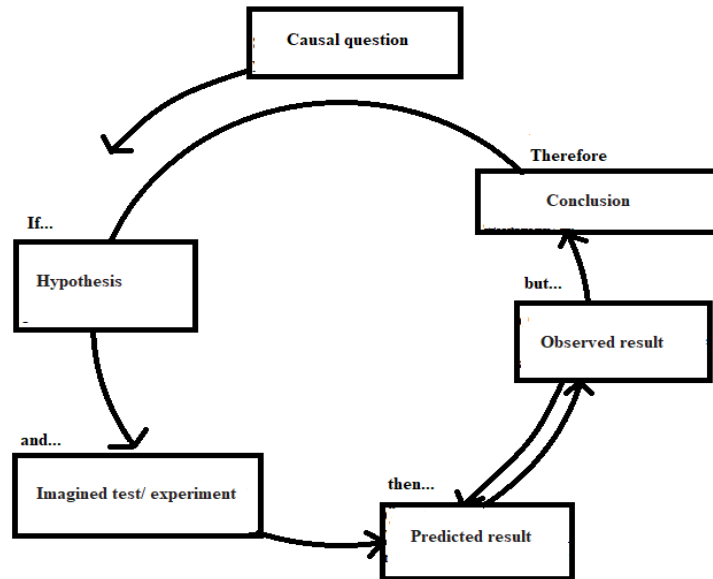 Causal question
Therefore
Conclusion
If...
Hypothesis
but...
Observed result
and...
Imagined test/ experiment
then...
Predicted result